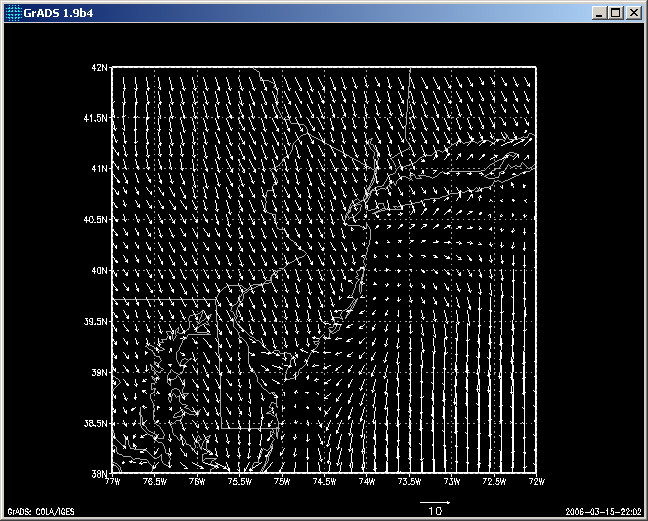 GrADS 1.9b4
42N
41.5N
41N
40.5N
40N
39.5N
39N
38.5N
38N
77W 76.5W 76W 75.5W 75W 74.5W 74W 73.5W 73W 72.5W 72W
10
GrADS: COLA/IGES 2006-03-15-22:02